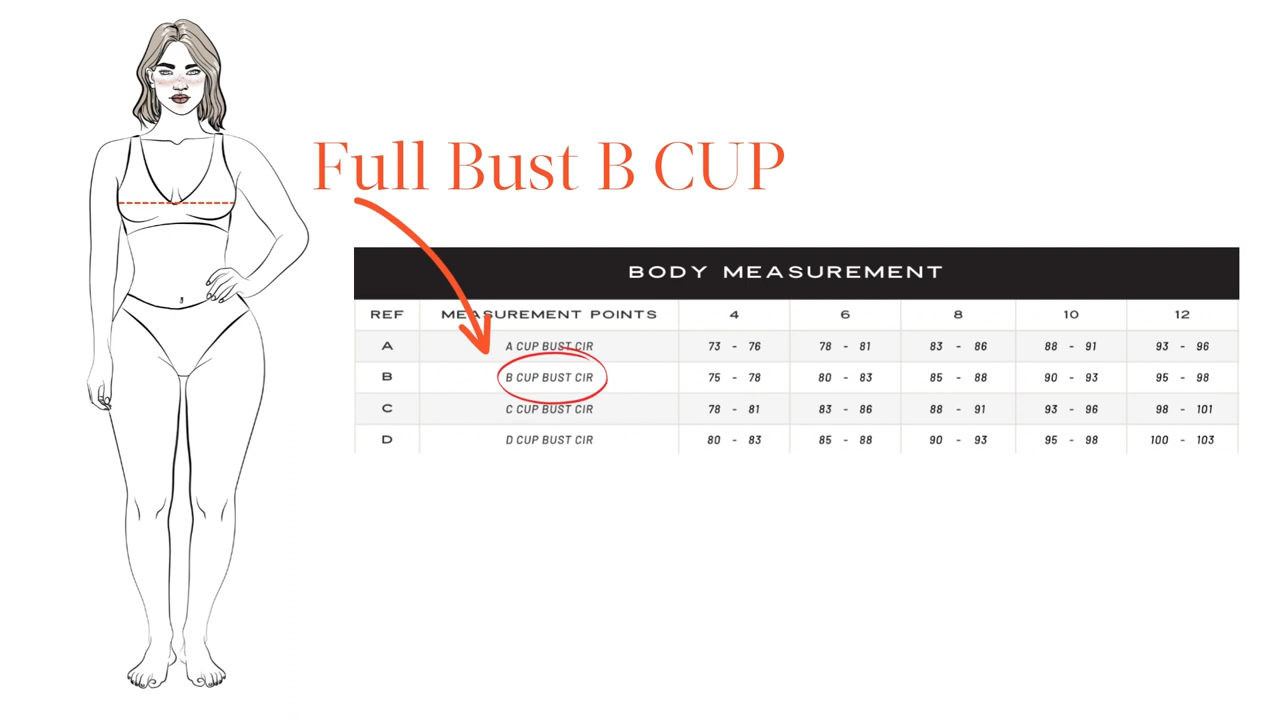 Full Bust B CUP
BODY MEASUREMENT
REF MEASUREMENT POINTS 4 6 8 10 12
A A CUP BUST CIR 73 - 76 78 - 81 83 - 86 88 - 91 93 - 96
B B CUP BUST CIR 75 - 78 80 - 83 85 - 88 90 - 93 95 - 98
C C CUP BUST CIR 78 - 81 83 - 86 88 - 91 93 - 96 98 - 101
D D CUP BUST CIR 80 - 83 85 - 88 90 - 93 95 - 98 100 - 103